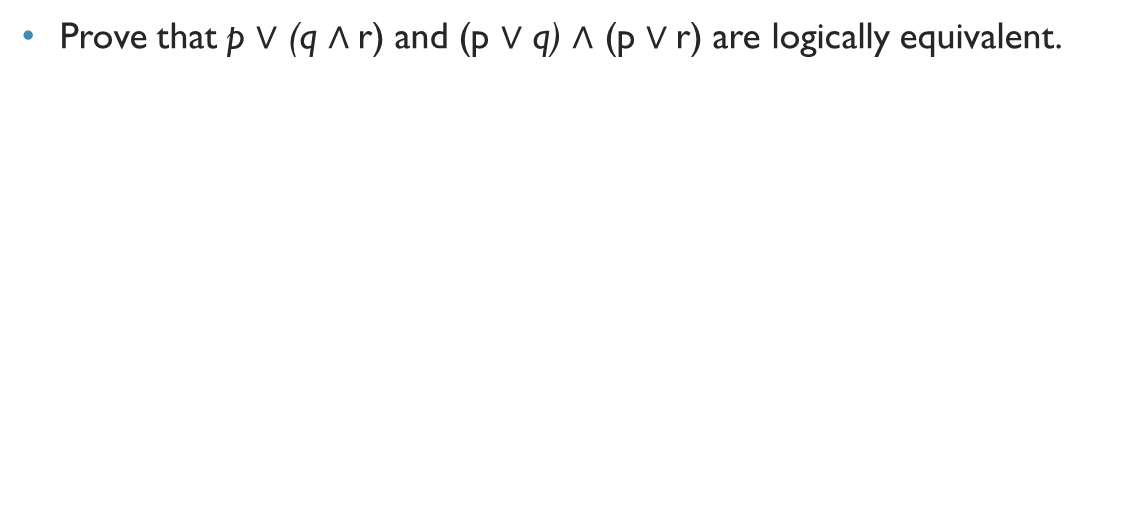 • Prove that p ∨ (q ∧ r) and (p ∨ q) ∧ (p ∨ r) are logically equivalent.